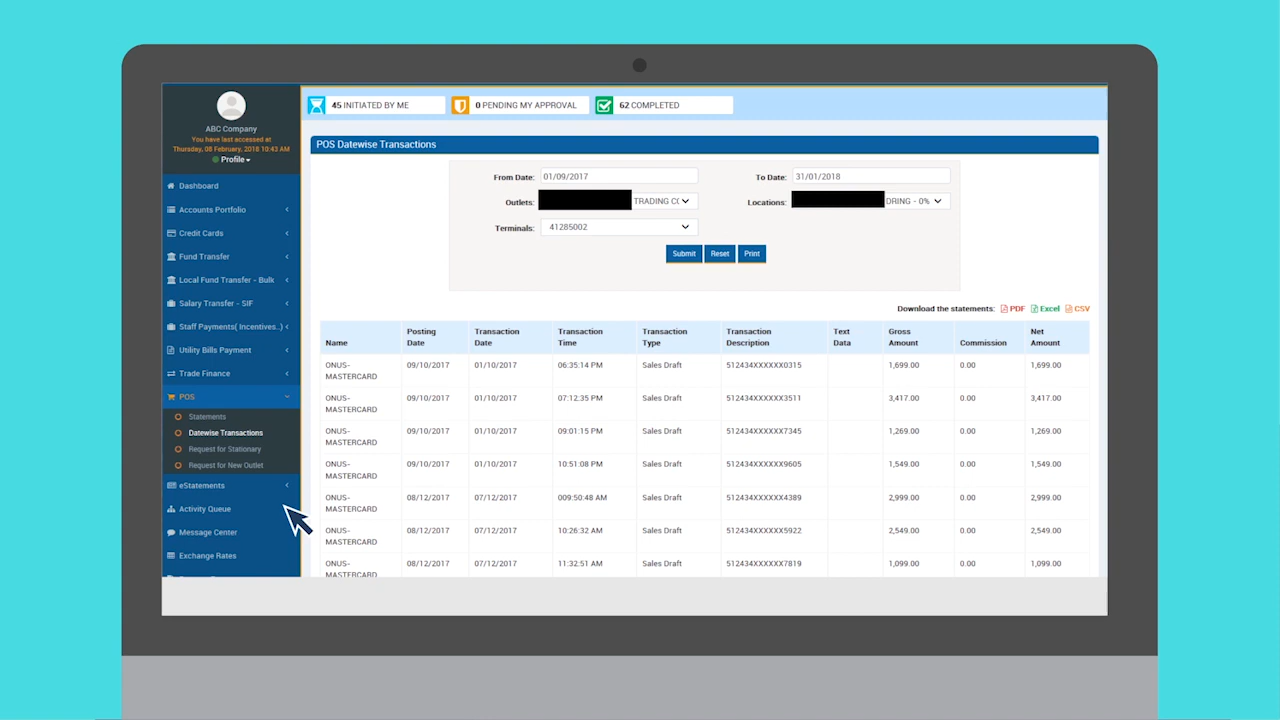 45 INITIATED BY ME
0 PENDING MY APPROVAL
62 COMPLETED
ABC Company
You have last accessed at
Thursday, 08 February, 2018 10:43 AM
Profile
Dashboard
Accounts Portfolio
Credit Cards
Fund Transfer
Local Fund Transfer - Bulk
Salary Transfer - SIF
Staff Payments( Incentives..)
Utility Bills Payment
Trade Finance
POS
Statements
Datewise Transactions
Request for Stationary
Request for New Outlet
eStatements
Activity Queue
Message Center
Exchange Rates
POS Datewise Transactions
From Date: 01/09/2017 To Date: 31/01/2018
Outlets: TRADING CO Locations: DRING - 0%
Terminals: 41285002
Submit Reset Print
Download the statements: PDF Excel CSV
Name Posting Date Transaction Date Transaction Time Transaction Type Transaction Description Text Data Gross Amount Commission Net Amount
ONUS-MASTERCARD 09/10/2017 01/10/2017 06:35:14 PM Sales Draft 512434XXXXXX0315 1,699.00 0.00 1,699.00
ONUS-MASTERCARD 09/10/2017 01/10/2017 07:12:35 PM Sales Draft 512434XXXXXX3511 3,417.00 0.00 3,417.00
ONUS-MASTERCARD 09/10/2017 01/10/2017 09:01:15 PM Sales Draft 512434XXXXXX7345 1,269.00 0.00 1,269.00
ONUS-MASTERCARD 09/10/2017 01/10/2017 10:51:08 PM Sales Draft 512434XXXXXX9605 1,549.00 0.00 1,549.00
ONUS-MASTERCARD 08/12/2017 07/12/2017 009:50:48 AM Sales Draft 512434XXXXXX4389 2,999.00 0.00 2,999.00
ONUS-MASTERCARD 08/12/2017 07/12/2017 10:26:32 AM Sales Draft 512434XXXXXX5922 2,549.00 0.00 2,549.00
ONUS-MASTERCARD 08/12/2017 07/12/2017 11:32:51 AM Sales Draft 512434XXXXXX7819 1,099.00 0.00 1,099.00